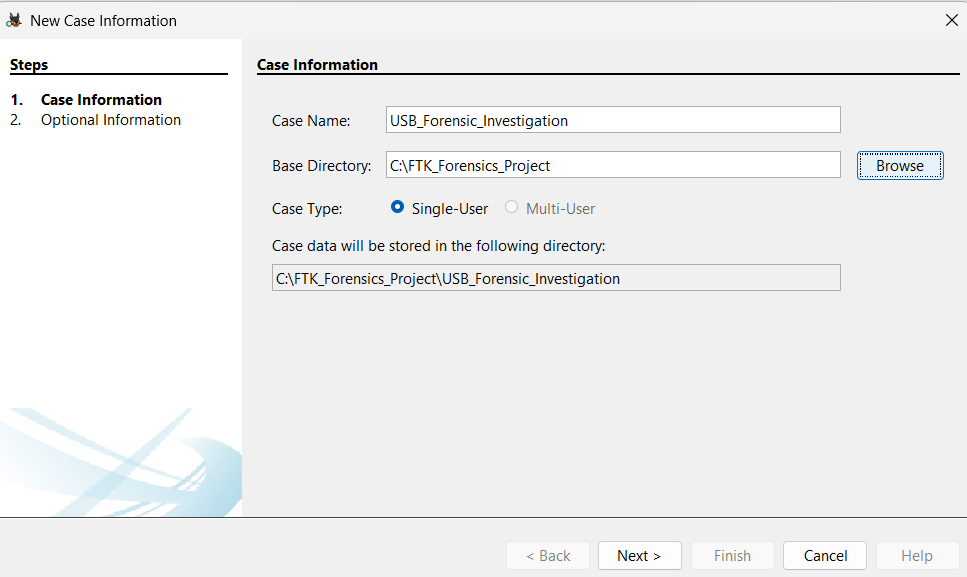 New Case Information
Steps
1. Case Information
2. Optional Information
Case Information
Case Name: USB_Forensic_Investigation
Base Directory: C:\FTK_Forensics_Project Browse
Case Type: Single-User Multi-User
Case data will be stored in the following directory:
C:\FTK_Forensics_Project\USB_Forensic_Investigation
< Back Next > Finish Cancel Help